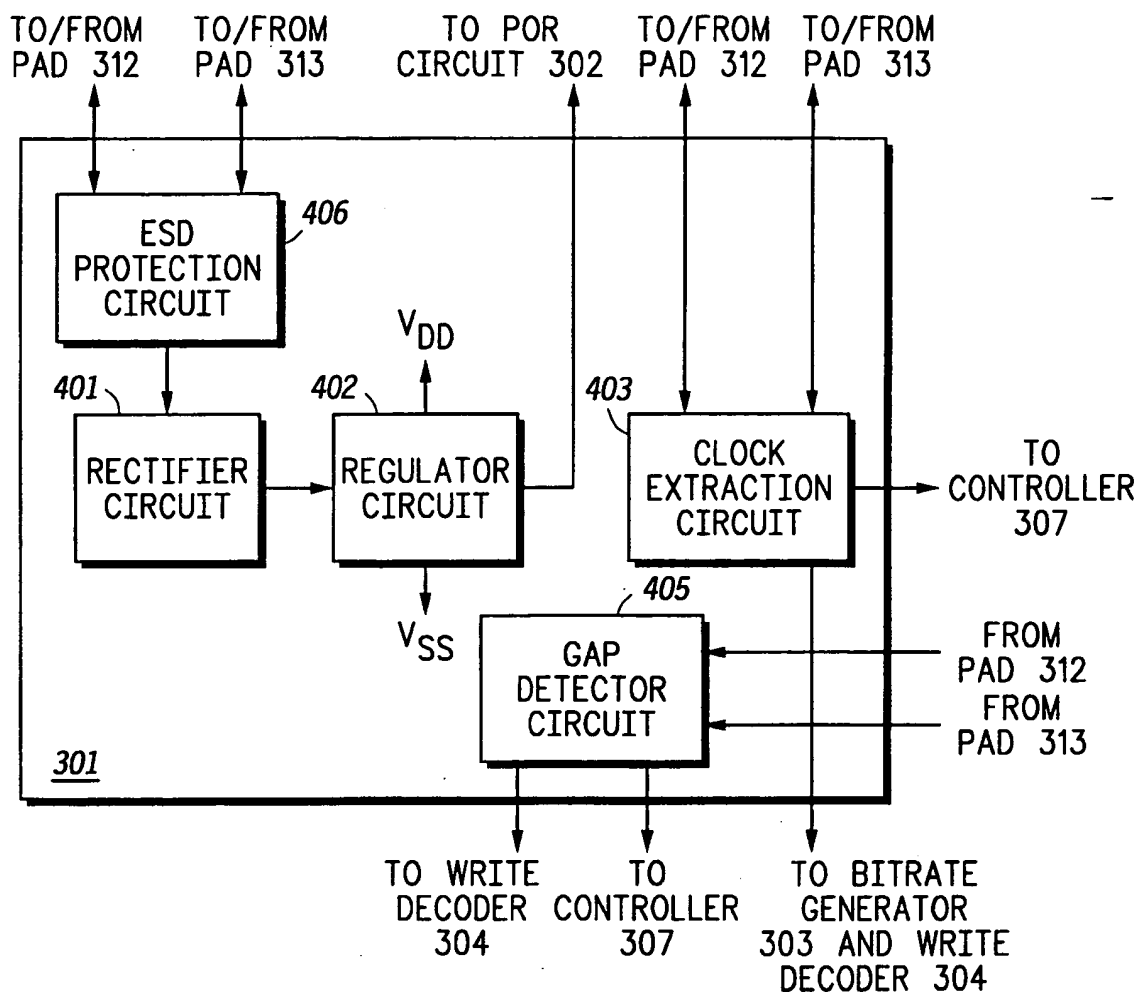 TO/FROM
PAD 312
TO/FROM
PAD 313
TO POR
CIRCUIT 302
TO/FROM
PAD 312
TO/FROM
PAD 313
406
ESD
PROTECTION
CIRCUIT
401
RECTIFIER
CIRCUIT
402
REGULATOR
CIRCUIT
VDD
VSS
403
CLOCK
EXTRACTION
CIRCUIT
TO
CONTROLLER
307
405
GAP
DETECTOR
CIRCUIT
FROM
PAD 312
FROM
PAD 313
301
TO WRITE
DECODER
304
TO
CONTROLLER
307
TO BITRATE
GENERATOR
303 AND WRITE
DECODER 304